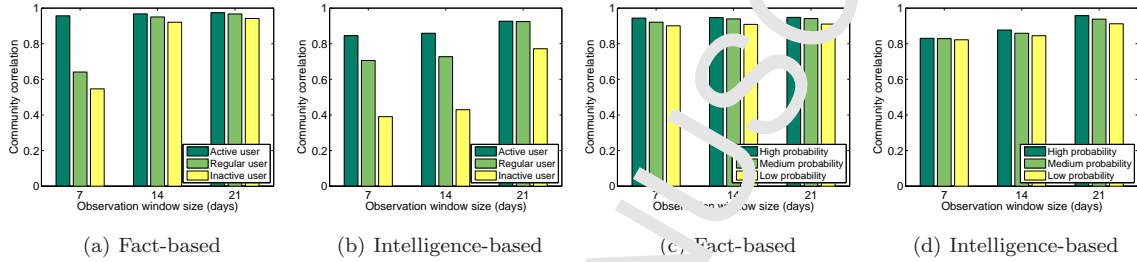 Community correlation
1
0.8
0.6
0.4
0.2
0
Active user
Regular user
Inactive user
7 14 21
Observation window size (days)
(a) Fact-based
Community correlation
1
0.8
0.6
0.4
0.2
0
Active user
Regular user
Inactive user
7 14 21
Observation window size (days)
(b) Intelligence-based
Community correlation
1
0.8
0.6
0.4
0.2
0
High probability
Medium probability
Low probability
7 14 21
Observation window size (days)
(c) Fact-based
Community correlation
1
0.8
0.6
0.4
0.2
0
High probability
Medium probability
Low probability
7 14 21
Observation window size (days)
(d) Intelligence-based